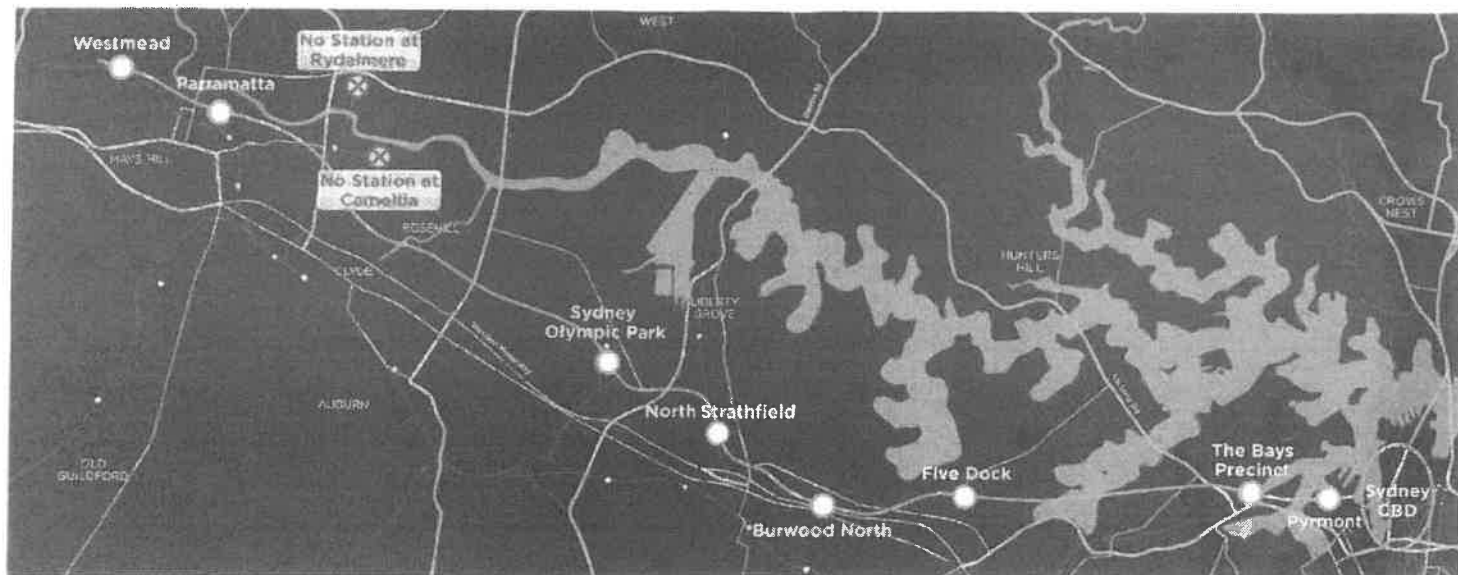 WEST
No Station at
Rydalmere
Westmead
Parramatta
MAYS HILL
No Station at
Camellia
ROSEHILL
CROWS
NEST
HUNTERS
HILL
CLYDE
LIBERTY
GROVE
Sydney
Olympic Park
AUBURN
North Strathfield
OLD
GUILDFORD
The Bays
Precinct
Five Dock
Sydney
CBD
Pyrmont
*Burwood North